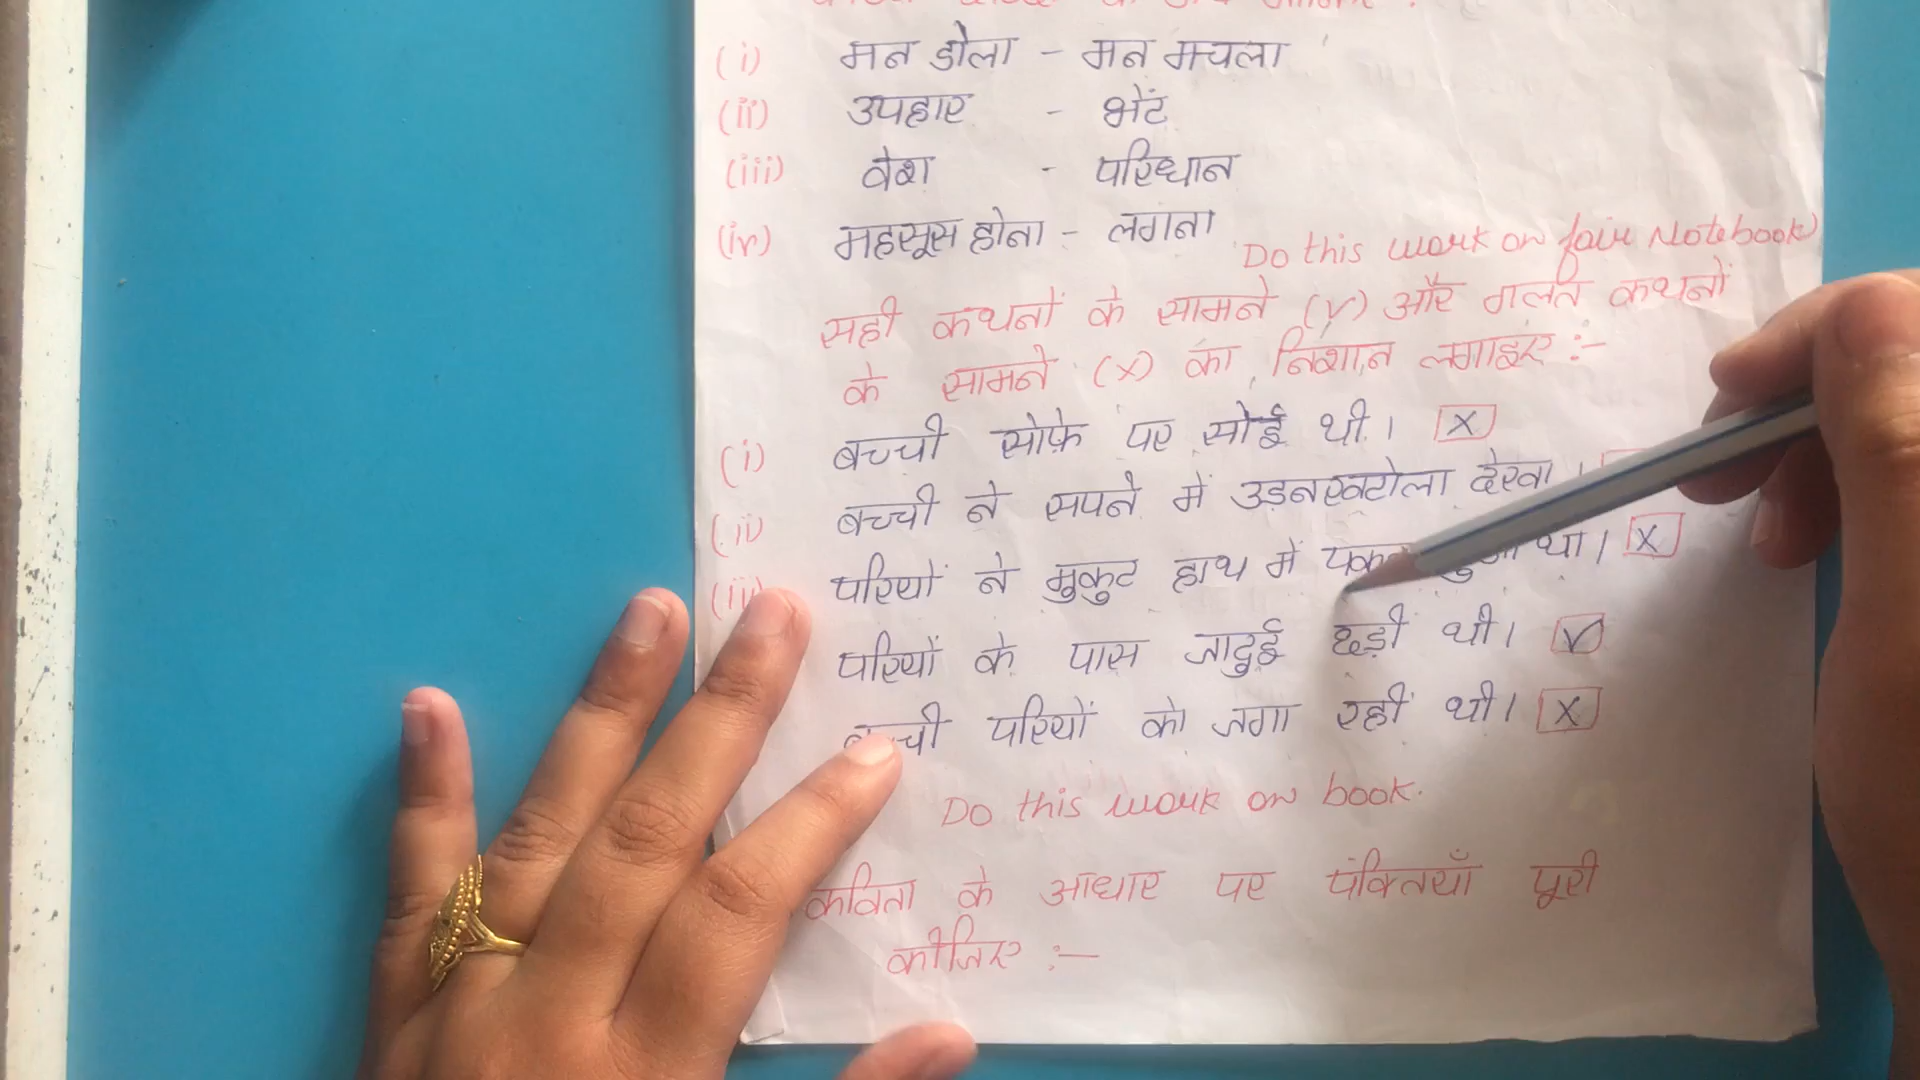 (i) मन डोला - मन मचला
(ii) उपहार - भेंट
(iii) वेश - परिधान
(iv) महसूस होना - लगना
Do this work on fair Notebook)
सही कथनों के सामने (✓) और गलत कथनों
के सामने (×) का निशान लगाइए :-
(i) बच्ची सोफ़े पर सोई थी। ×
(ii) बच्ची ने सपने में उड़नखटोला देखा।
(iii) परियों ने मुकुट हाथ में था। ×
परियों के पास जादुई छड़ी थी। ✓
परियों को जगा रही थी। ×
Do this work on book.
कविता के आधार पर पंक्तियाँ पूरी
कीजिए :-